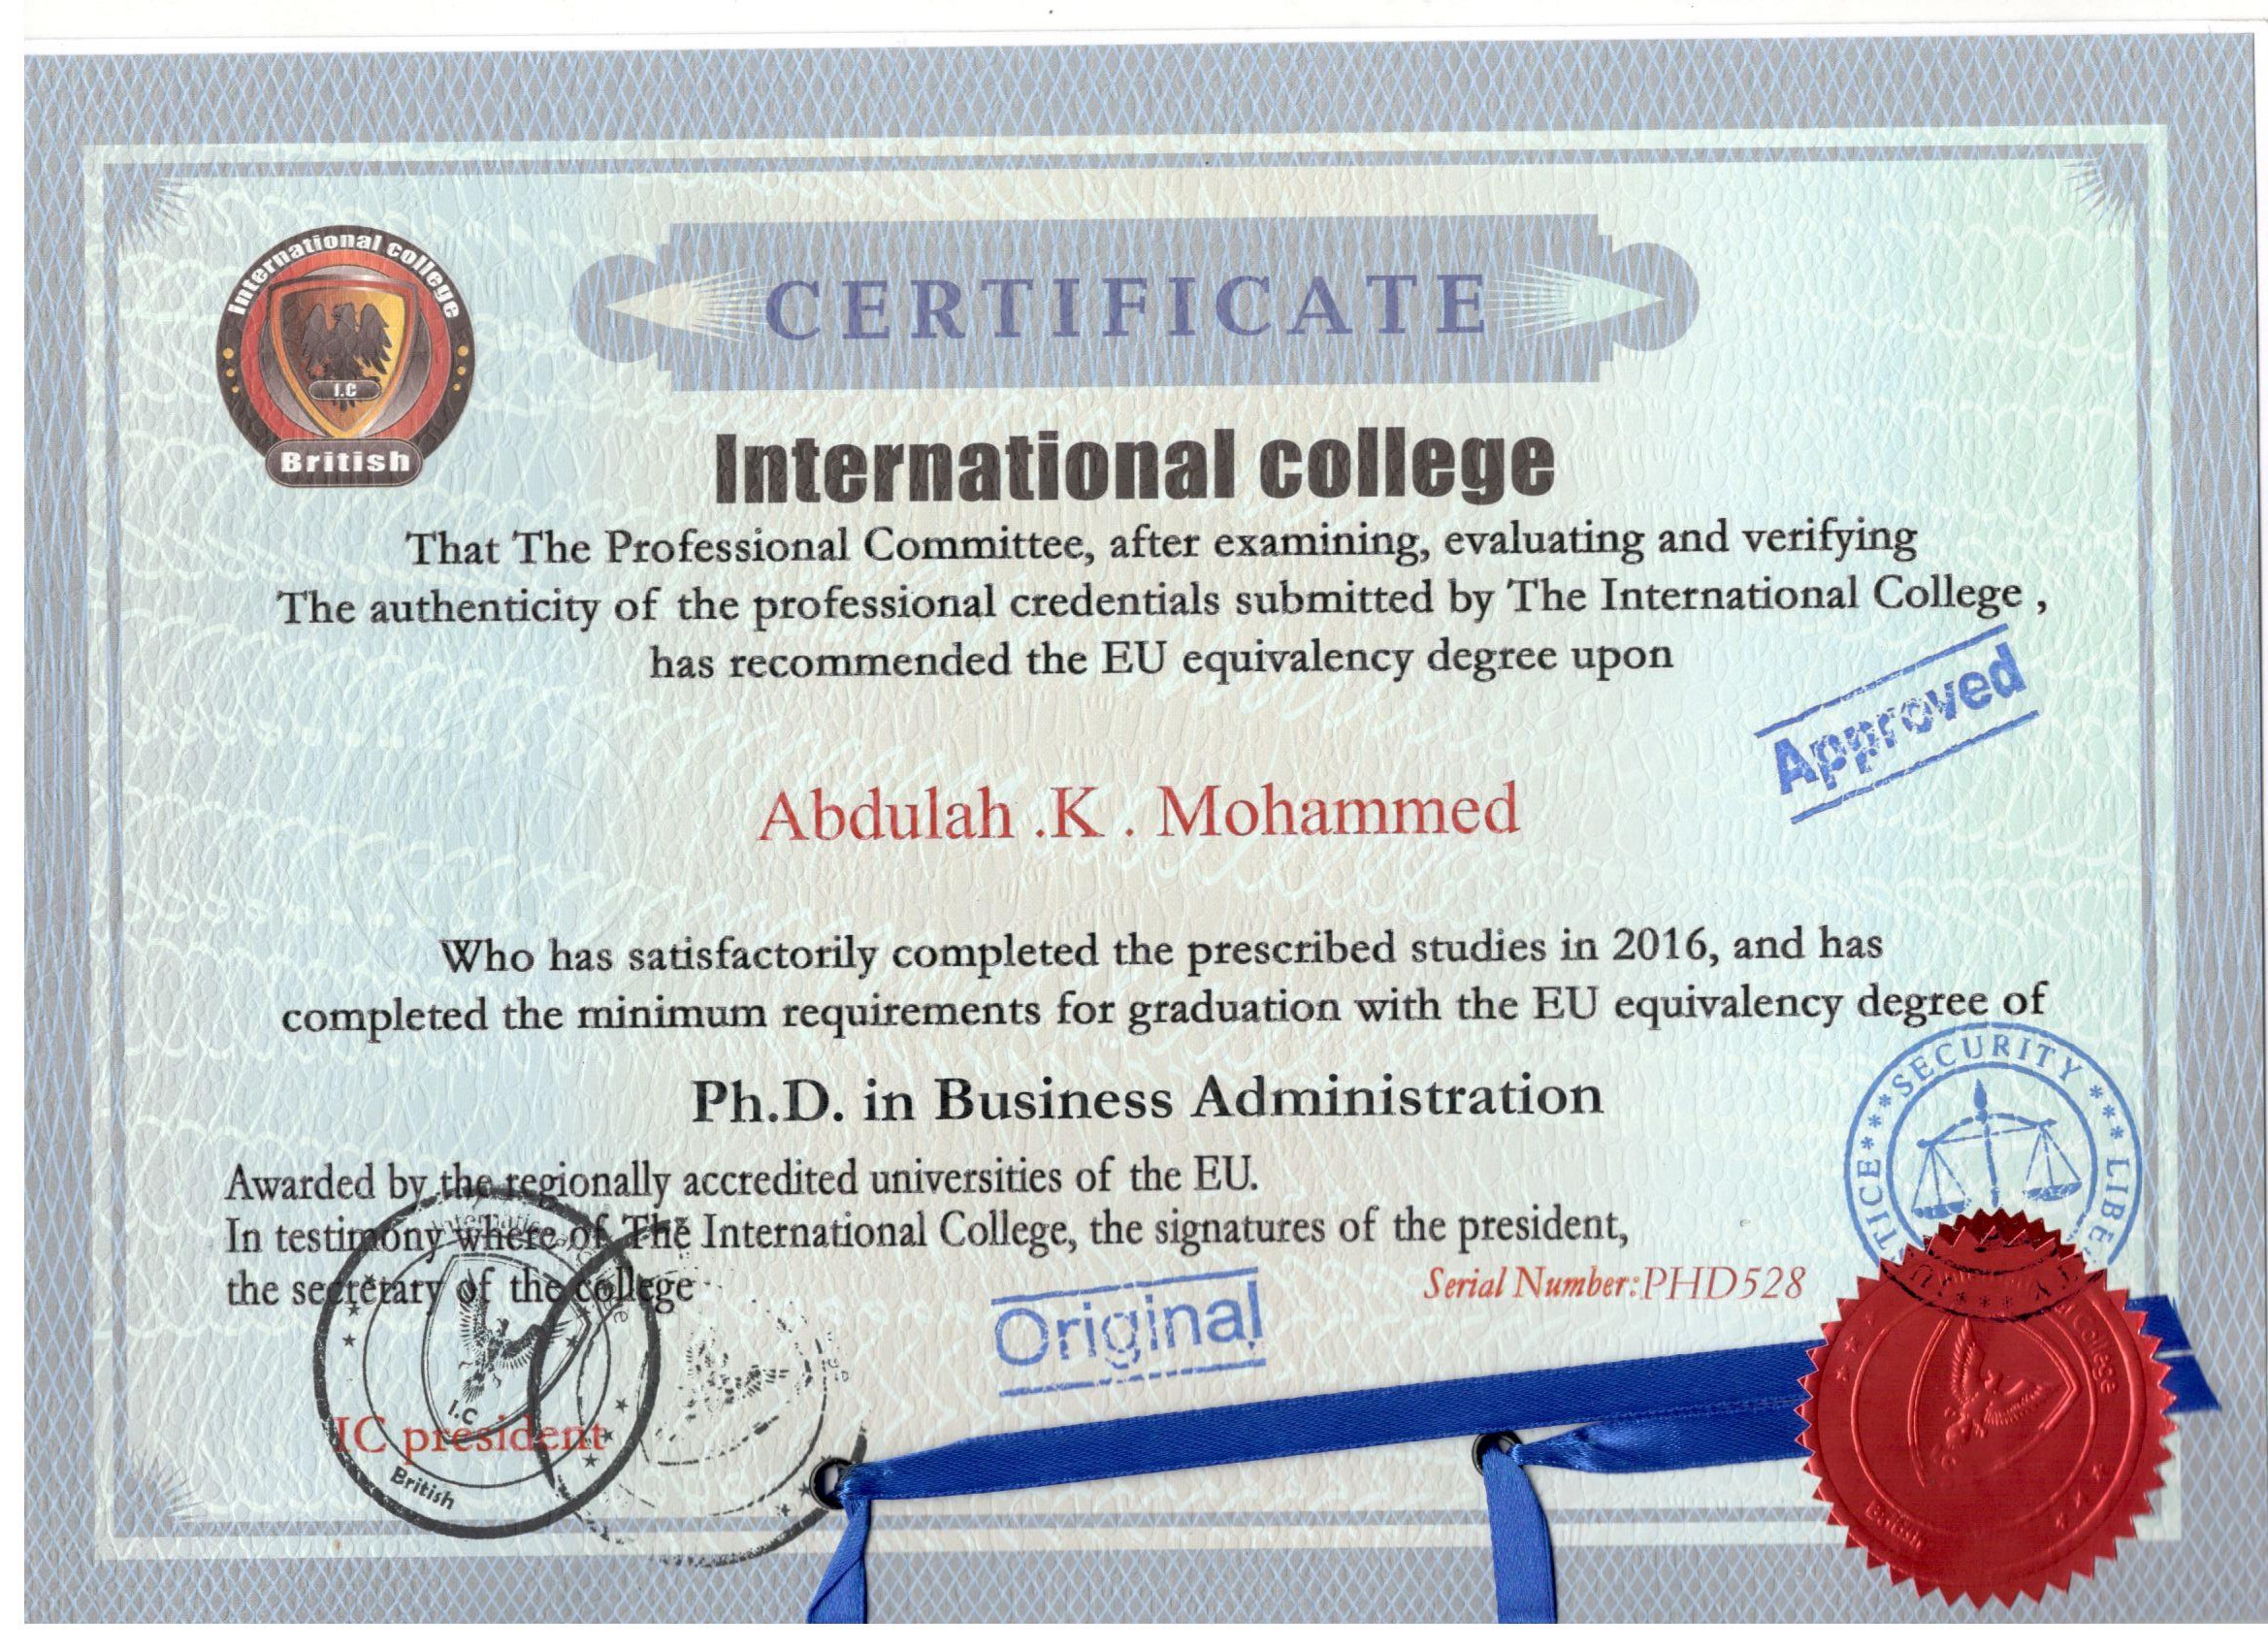 International college
I.C
British
CERTIFICATE
International college
That The Professional Committee, after examining, evaluating and verifying
The authenticity of the professional credentials submitted by The International College ,
has recommended the EU equivalency degree upon
Approved
Abdulah .K . Mohammed
Who has satisfactorily completed the prescribed studies in 2016, and has
completed the minimum requirements for graduation with the EU equivalency degree of
Ph.D. in Business Administration
SECURITY
Awarded by the regionally accredited universities of the EU.
In testimony where of The International College, the signatures of the president,
the secretary of the college
Serial Number:PHD528
Original
I.C
IC president
British
College
British